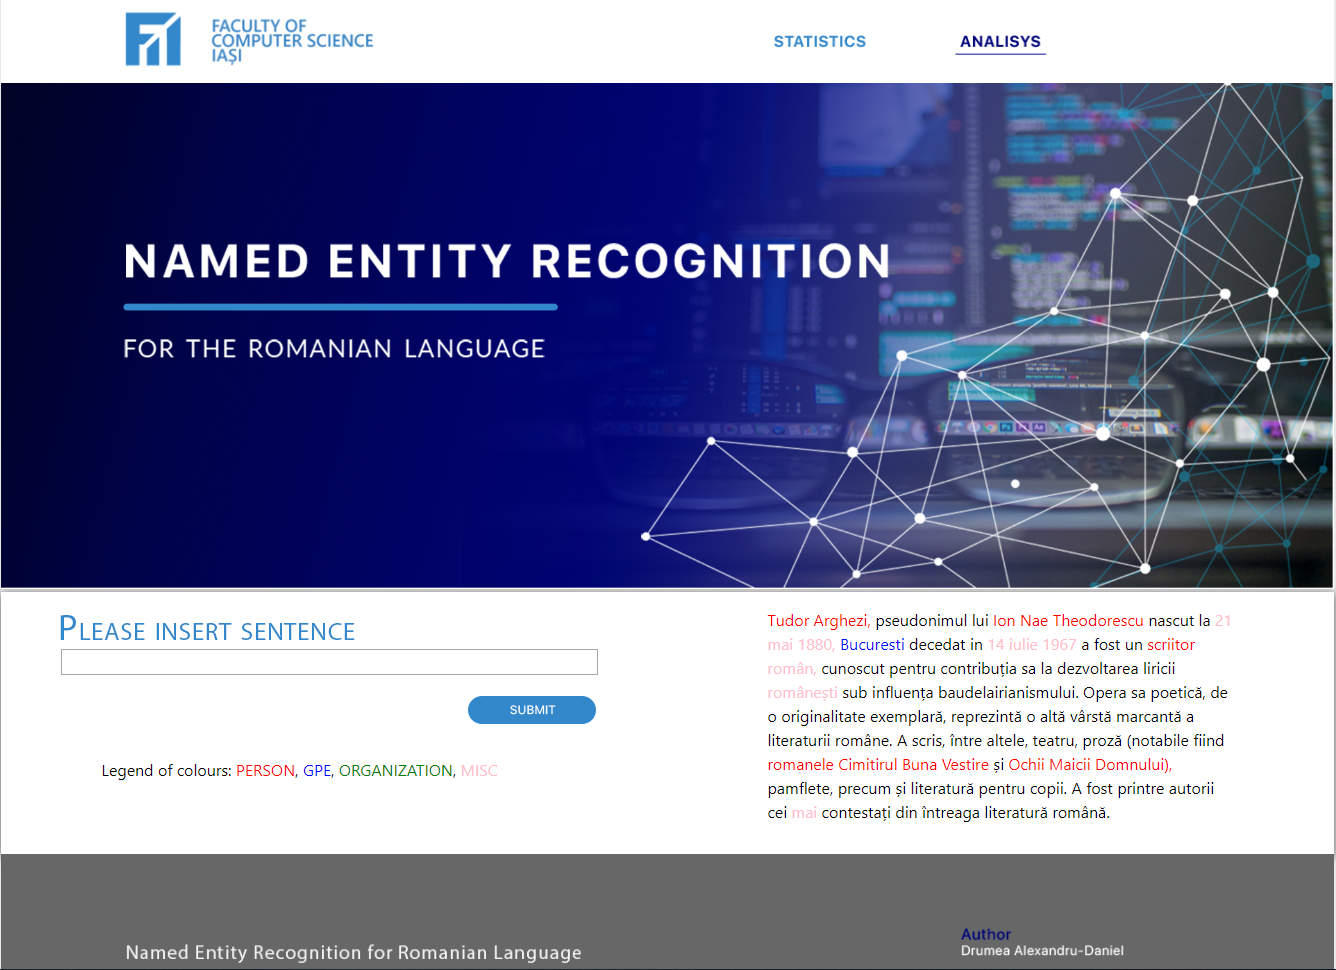 FACULTY OF
COMPUTER SCIENCE
IAȘI
STATISTICS
ANALISYS
NAMED ENTITY RECOGNITION
FOR THE ROMANIAN LANGUAGE
PLEASE INSERT SENTENCE
SUBMIT
Legend of colours: PERSON, GPE, ORGANIZATION, MISC
Tudor Arghezi, pseudonimul lui Ion Nae Theodorescu nascut la 21
mai 1880, Bucuresti decedat in 14 iulie 1967 a fost un scriitor
român, cunoscut pentru contribuția sa la dezvoltarea liricii
românești sub influența baudelairianismului. Opera sa poetică, de
o originalitate exemplară, reprezintă o altă vârstă marcantă a
literaturii române. A scris, între altele, teatru, proză (notabile fiind
romanele Cimitirul Buna Vestire și Ochii Maicii Domnului),
pamflete, precum și literatură pentru copii. A fost printre autorii
cei mai contestați din întreaga literatură română.
Named Entity Recognition for Romanian Language
Author
Drumea Alexandru-Daniel